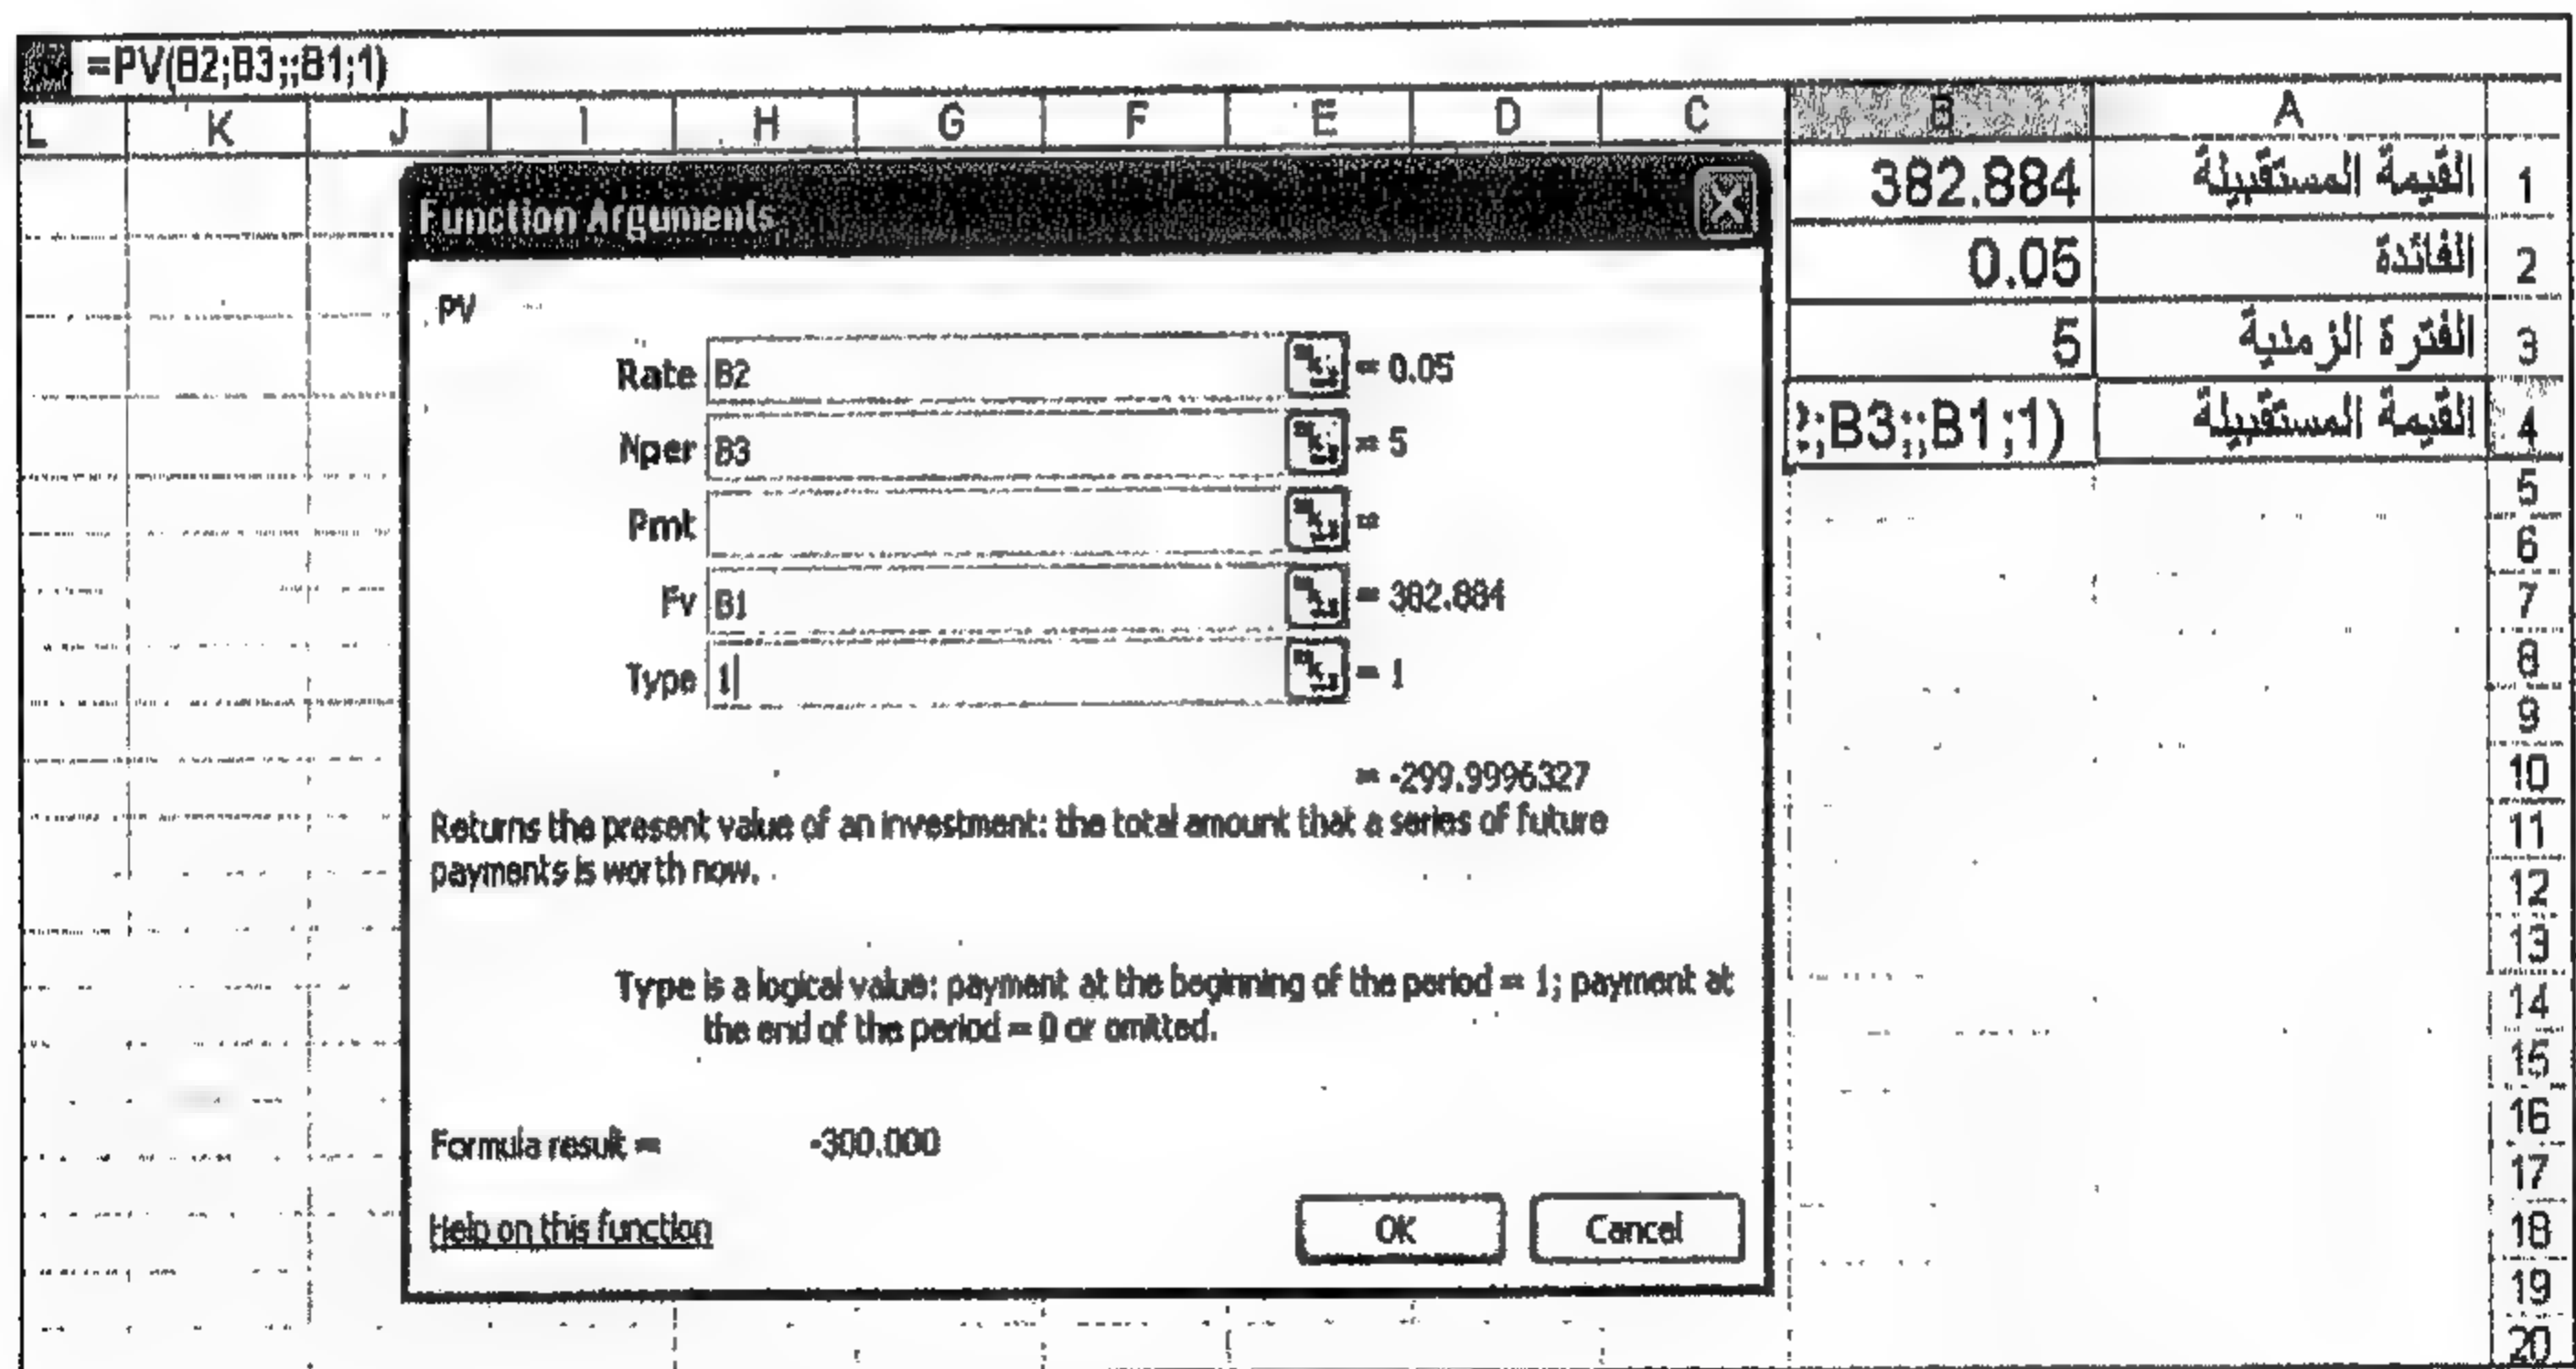 =PV(B2;B3;;B1;1)
L K J I H G F E D C B A
382.884 القيمة المستقبيلة 1
0.05 الفائدة 2
5 الفترة الزمنية 3
2;B3;;B1;1) القيمة المستقبيلة 4
5
6
7
8
9
10
11
12
13
14
15
16
17
18
19
20
Function Arguments
PV
Rate B2 = 0.05
Nper B3 = 5
Pmt =
Fv B1 = 382.884
Type 1 = 1
= -299.9996327
Returns the present value of an investment: the total amount that a series of future
payments is worth now.
Type is a logical value: payment at the beginning of the period = 1; payment at
the end of the period = 0 or omitted.
Formula result = -300.000
Help on this function
OK Cancel